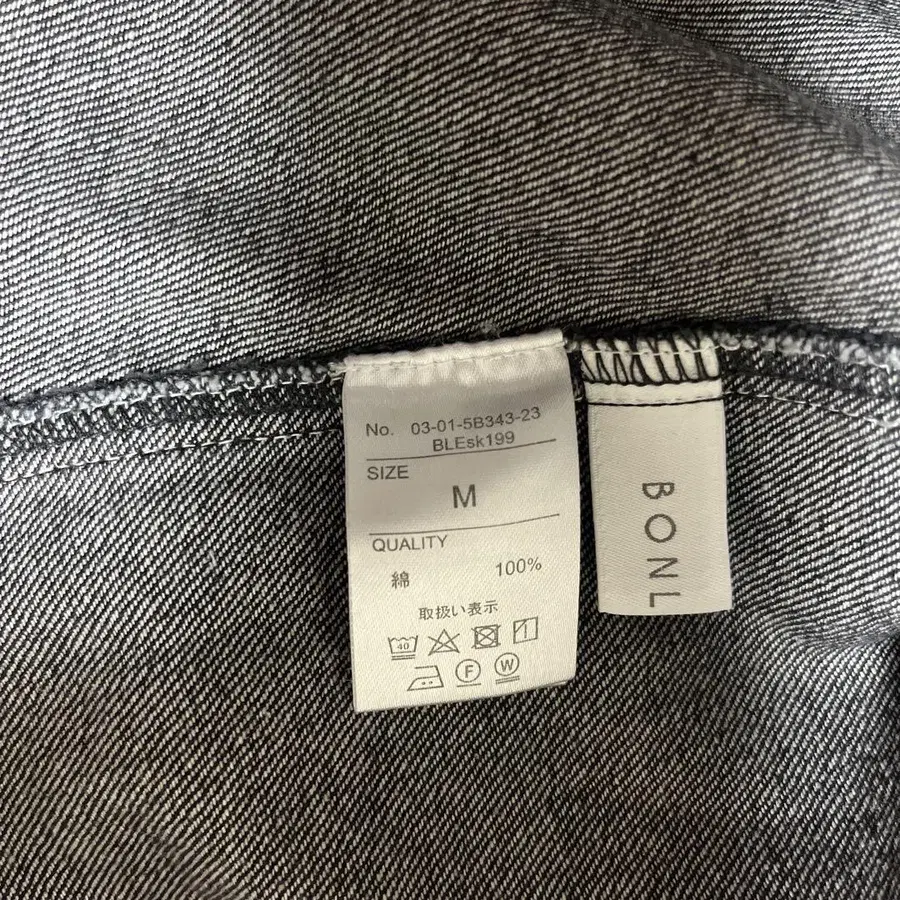 No. 03-01-5B343-23
BLEsk199
SIZE
M
QUALITY
綿 100%
取扱い表示
40
F W
BONL